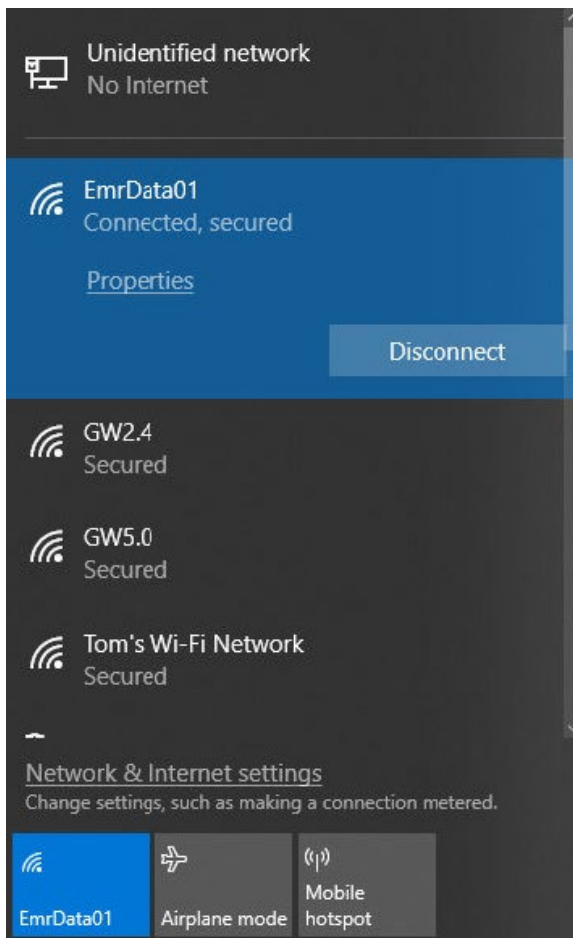 Unidentified network
No Internet
EmrData01
Connected, secured
Properties
Disconnect
GW2.4
Secured
GW5.0
Secured
Tom's Wi-Fi Network
Secured
Network & Internet settings
Change settings, such as making a connection metered.
EmrData01
Airplane mode
Mobile
hotspot